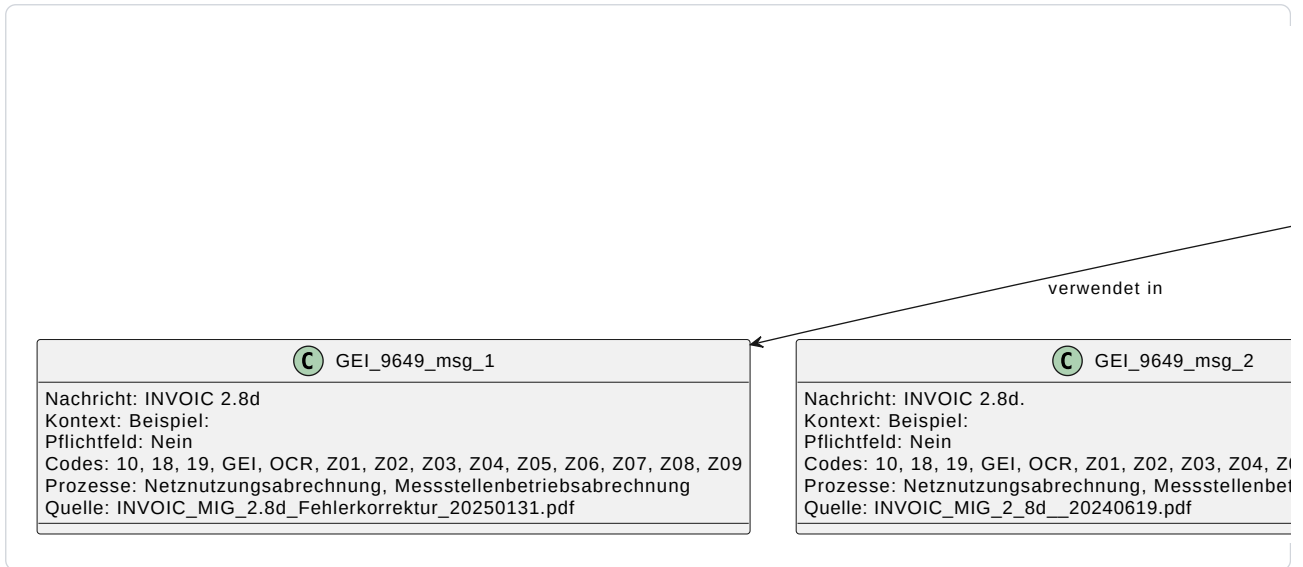 verwendet in
C GEI_9649_msg_1
Nachricht: INVOIC 2.8d
Kontext: Beispiel:
Pflichtfeld: Nein
Codes: 10, 18, 19, GEI, OCR, Z01, Z02, Z03, Z04, Z05, Z06, Z07, Z08, Z09
Prozesse: Netznutzungsabrechnung, Messstellenbetriebsabrechnung
Quelle: INVOIC_MIG_2.8d_Fehlerkorrektur_20250131.pdf
C GEI_9649_msg_2
Nachricht: INVOIC 2.8d.
Kontext: Beispiel:
Pflichtfeld: Nein
Codes: 10, 18, 19, GEI, OCR, Z01, Z02, Z03, Z04,
Prozesse: Netznutzungsabrechnung,
Quelle: INVOIC_MIG_2_8d__20240619.pdf